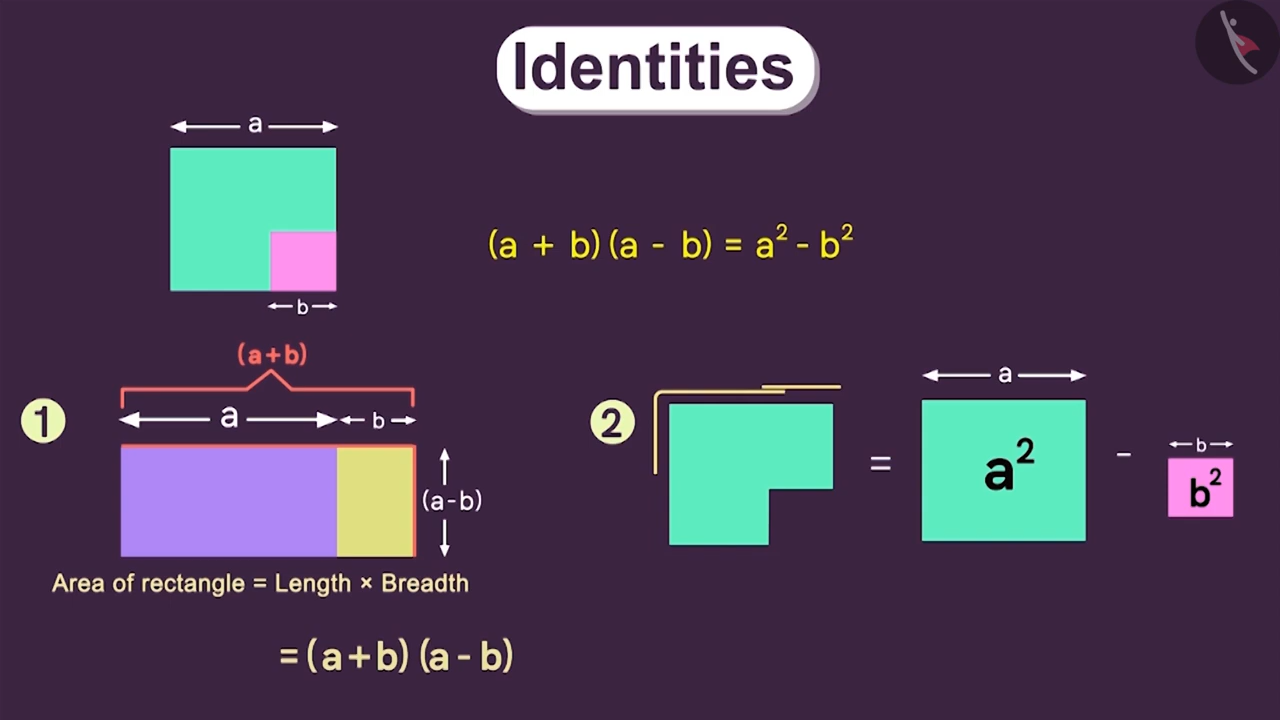 Identities
a
(a + b) (a - b) = a² - b²
b
(a+b)
a
b
1
(a-b)
Area of rectangle = Length × Breadth
= (a+b) (a - b)
2
=
a
a²
-
b
b²